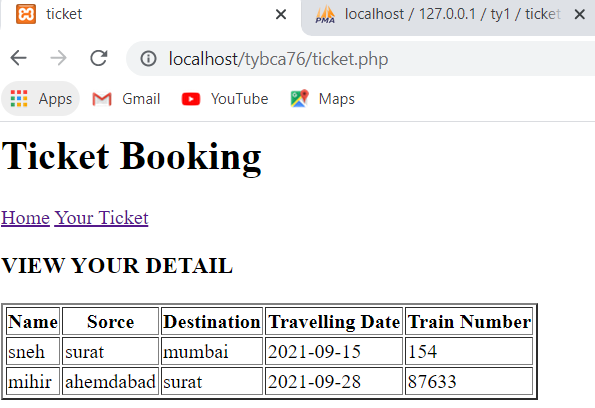 ticket
PMA
localhost / 127.0.0.1 / ty1 / ticket
localhost/tybca76/ticket.php
Apps Gmail YouTube Maps
Ticket Booking
Home Your Ticket
VIEW YOUR DETAIL
Name Sorce Destination Travelling Date Train Number
sneh surat mumbai 2021-09-15 154
mihir ahemdabad surat 2021-09-28 87633